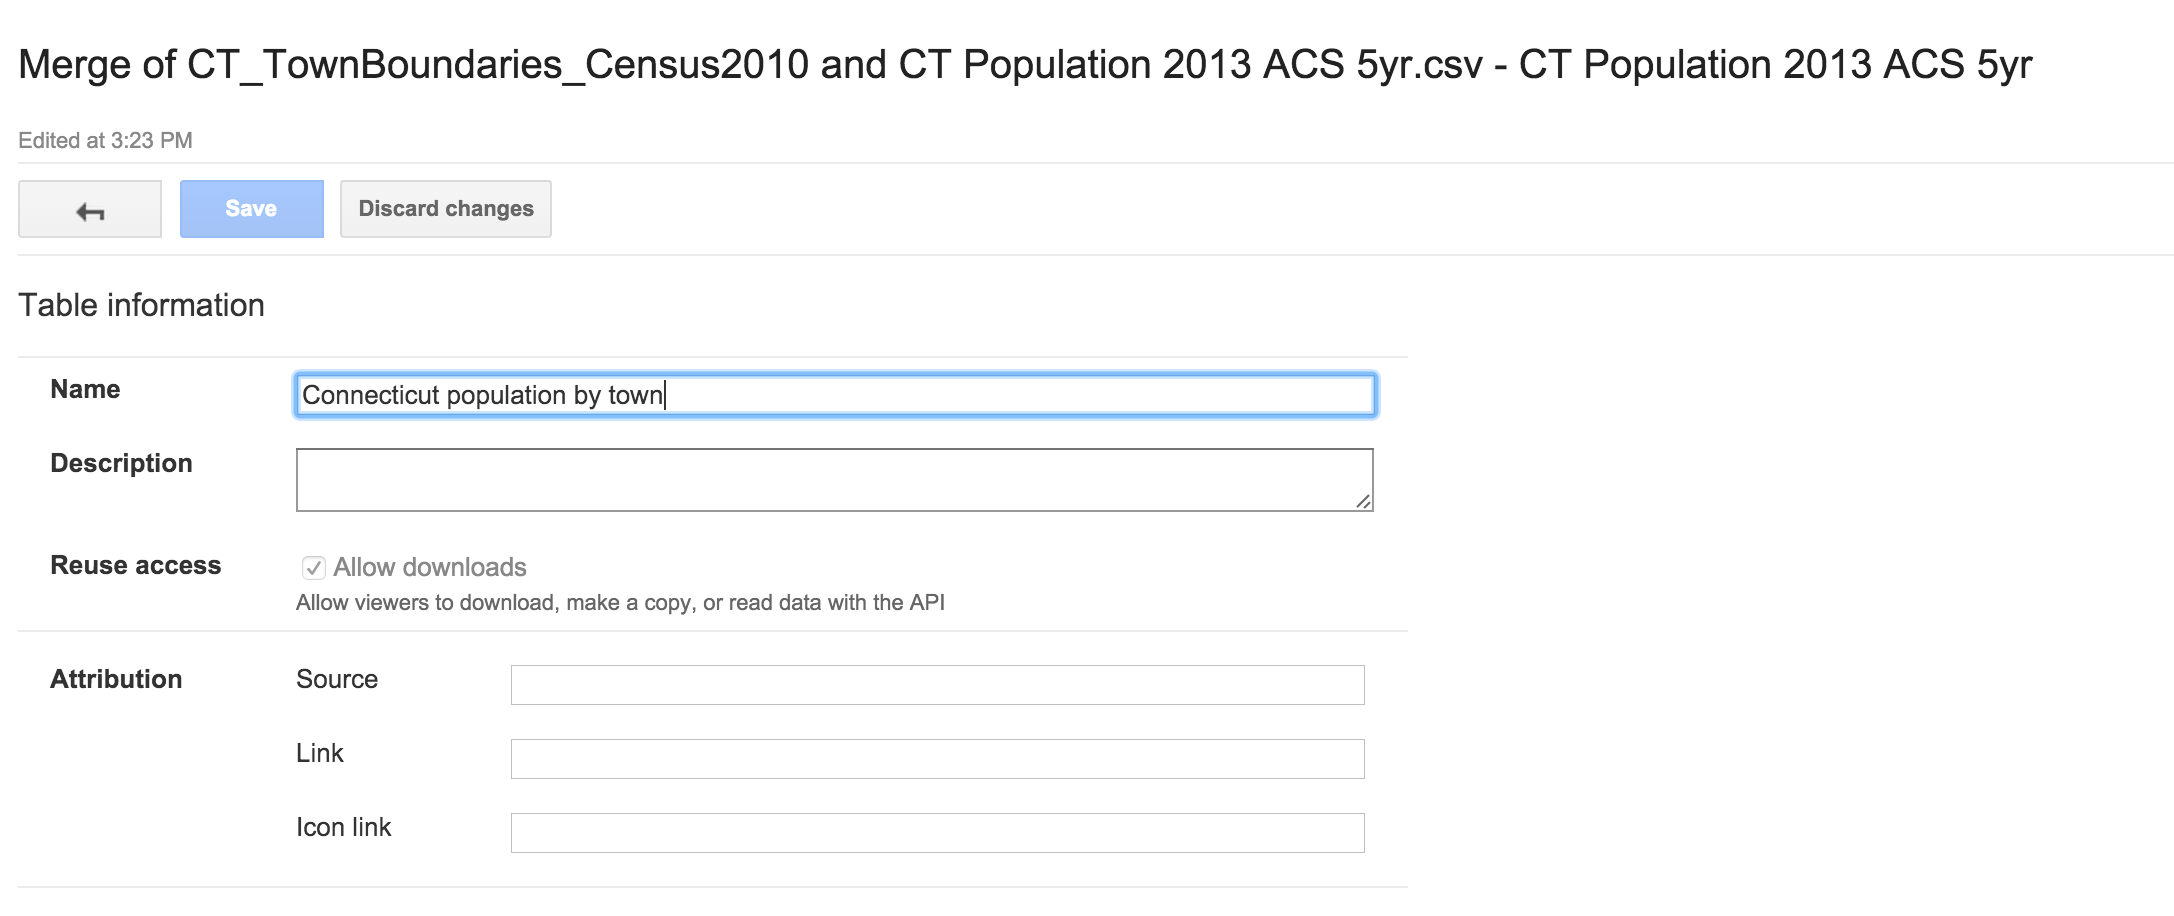 Merge of CT_TownBoundaries_Census2010 and CT Population 2013 ACS 5yr.csv - CT Population 2013 ACS 5yr
Edited at 3:23 PM
Save Discard changes
Table information
Name Connecticut population by town
Description
Reuse access Allow downloads
Allow viewers to download, make a copy, or read data with the API
Attribution Source
Link
Icon link